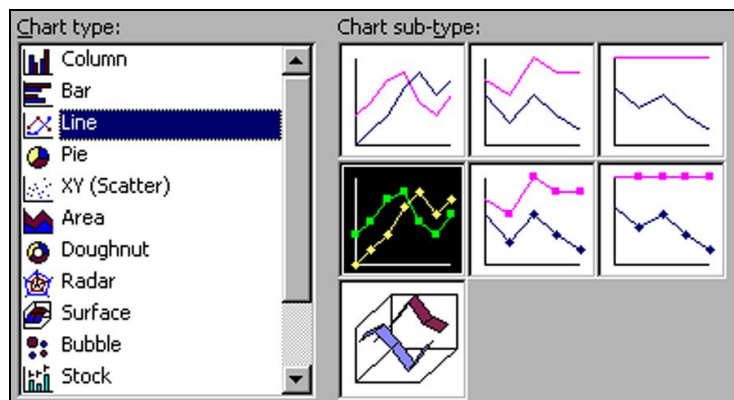 Chart type:
Column
Bar
Line
Pie
XY (Scatter)
Area
Doughnut
Radar
Surface
Bubble
Stock
Chart sub-type: